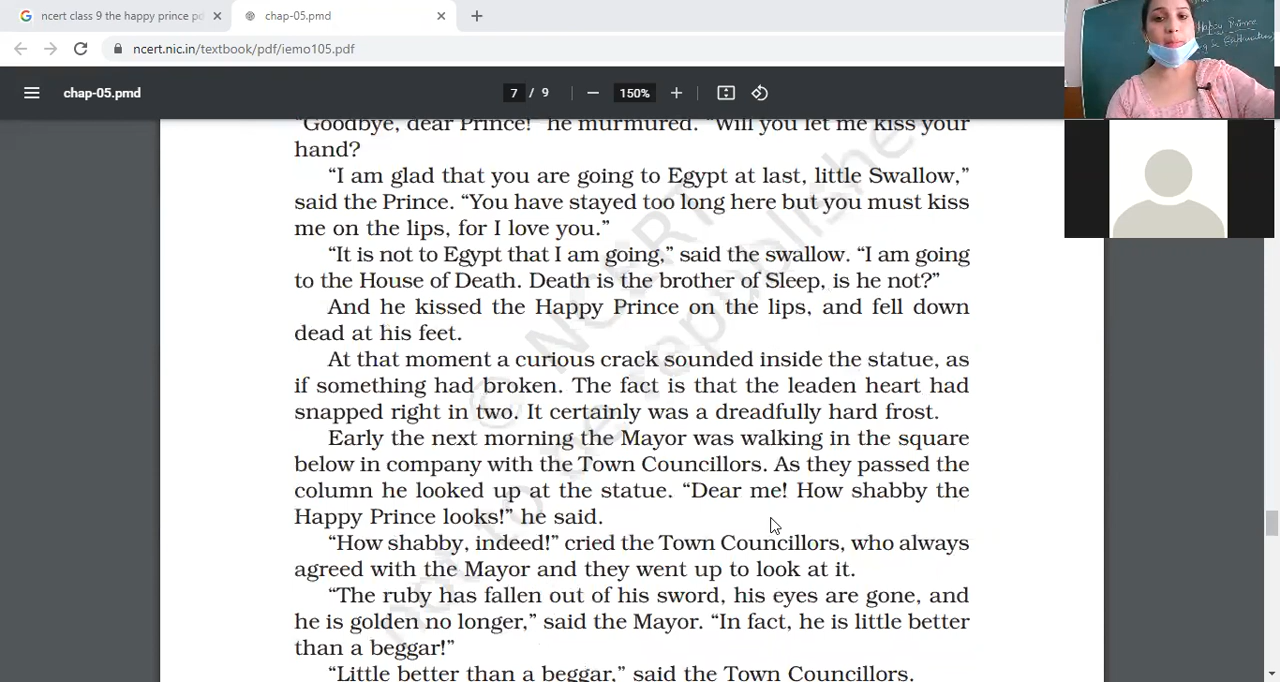 ncert class 9 the happy prince pd
chap-05.pmd
ncert.nic.in/textbook/pdf/iemo105.pdf
chap-05.pmd
7 / 9
150%
Happy Prince
"Goodbye, dear Prince! he murmured. "Will you let me kiss your
hand?
"I am glad that you are going to Egypt at last, little Swallow,"
said the Prince. "You have stayed too long here but you must kiss
me on the lips, for I love you."
"It is not to Egypt that I am going," said the swallow. "I am going
to the House of Death. Death is the brother of Sleep, is he not?"
And he kissed the Happy Prince on the lips, and fell down
dead at his feet.
At that moment a curious crack sounded inside the statue, as
if something had broken. The fact is that the leaden heart had
snapped right in two. It certainly was a dreadfully hard frost.
Early the next morning the Mayor was walking in the square
below in company with the Town Councillors. As they passed the
column he looked up at the statue. "Dear me! How shabby the
Happy Prince looks!" he said.
"How shabby, indeed!" cried the Town Councillors, who always
agreed with the Mayor and they went up to look at it.
"The ruby has fallen out of his sword, his eyes are gone, and
he is golden no longer," said the Mayor. "In fact, he is little better
than a beggar!"
"Little better than a beggar," said the Town Councillors.
© NCERT
not to be republishe